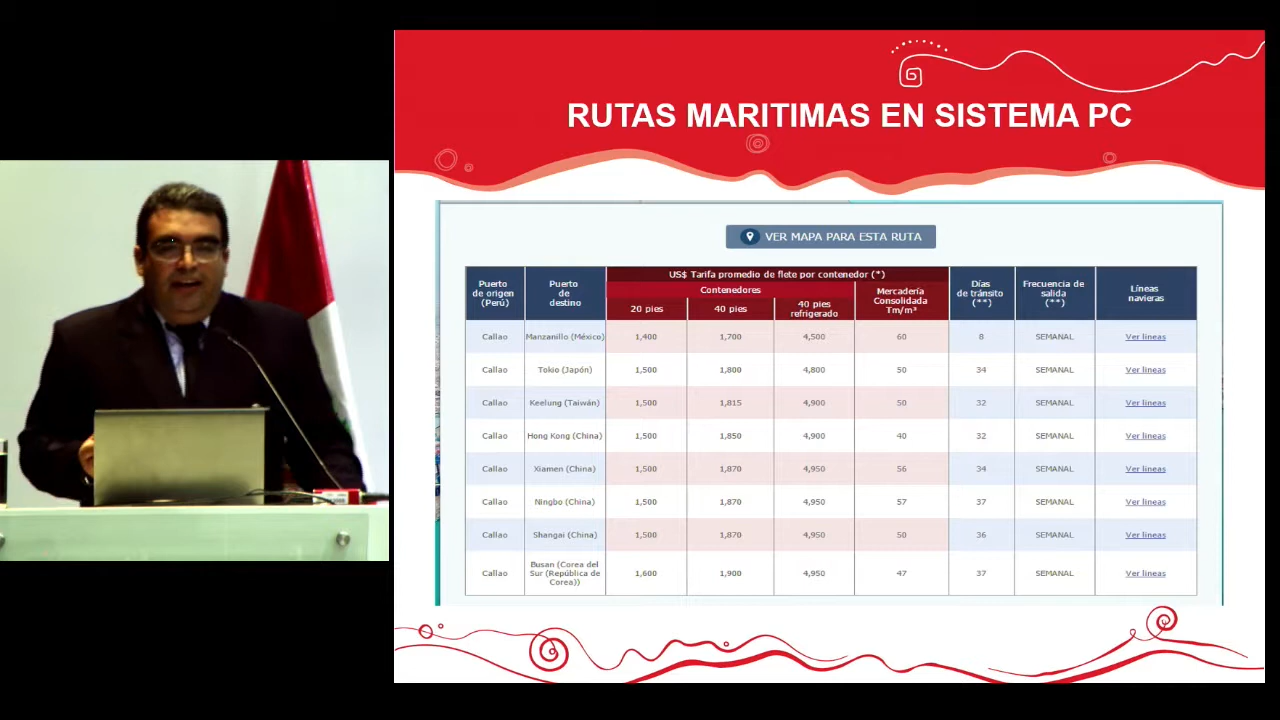 RUTAS MARITIMAS EN SISTEMA PC
VER MAPA PARA ESTA RUTA
Puerto de origen (Perú) Puerto de destino US$ Tarifa promedio de flete por contenedor (*) Días de tránsito (**) Frecuencia de salida (**) Líneas navieras
Contenedores Mercadería Consolidada Tm/m³
20 pies 40 pies 40 pies refrigerado
Callao Manzanillo (México) 1,400 1,700 4,500 60 8 SEMANAL Ver lineas
Callao Tokio (Japón) 1,500 1,800 4,800 50 34 SEMANAL Ver lineas
Callao Keelung (Taiwán) 1,500 1,815 4,900 50 32 SEMANAL Ver lineas
Callao Hong Kong (China) 1,500 1,850 4,900 40 32 SEMANAL Ver lineas
Callao Xiamen (China) 1,500 1,870 4,950 56 34 SEMANAL Ver lineas
Callao Ningbo (China) 1,500 1,870 4,950 57 37 SEMANAL Ver lineas
Callao Shangai (China) 1,500 1,870 4,950 50 36 SEMANAL Ver lineas
Callao Busan (Corea del Sur (República de Corea)) 1,600 1,900 4,950 47 37 SEMANAL Ver lineas